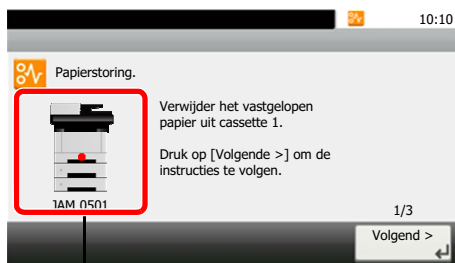 10:10
Papierstoring.
Verwijder het vastgelopen
papier uit cassette 1.
Druk op [Volgende >] om de
instructies te volgen.
JAM 0501
1/3
Volgend >